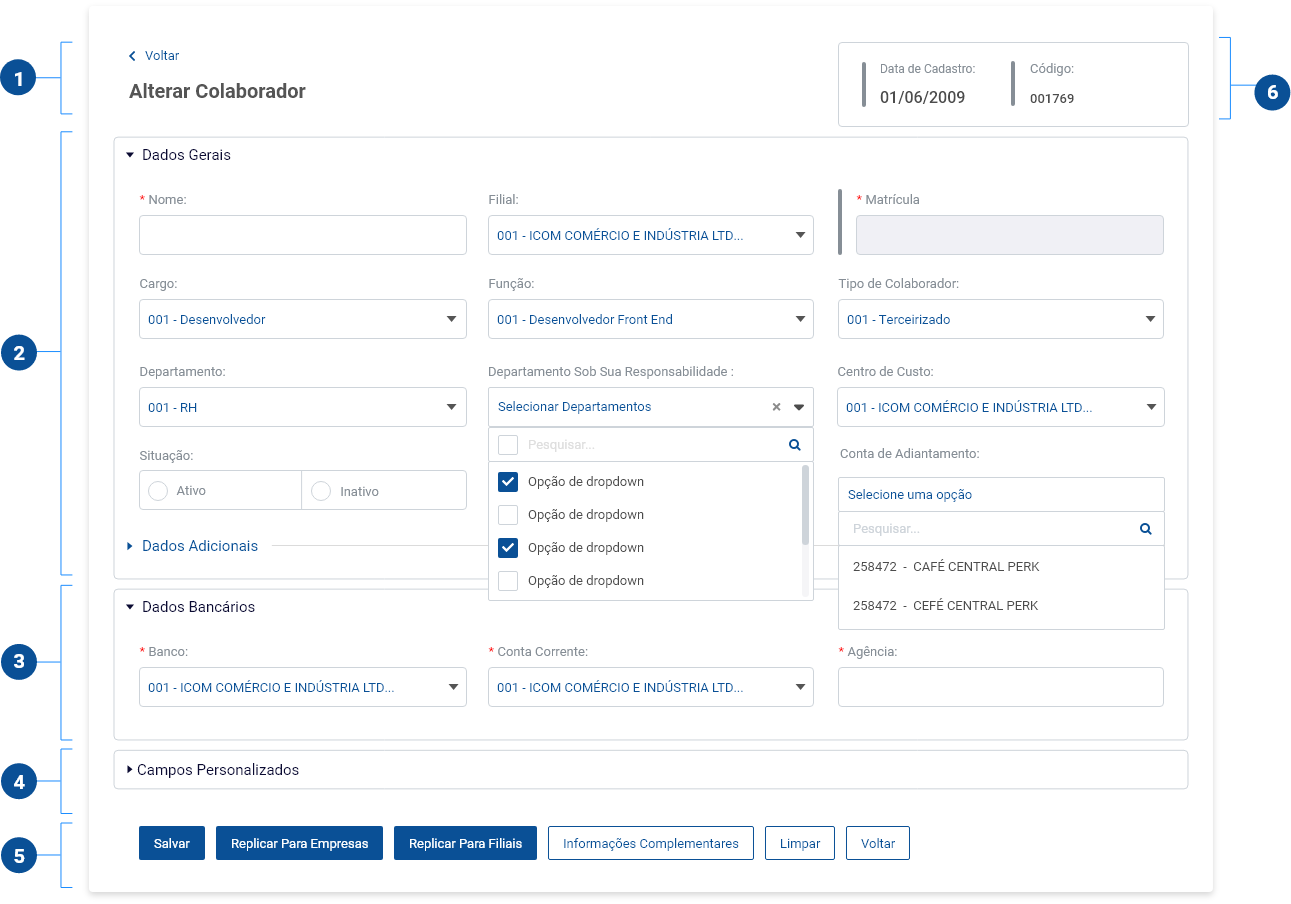 Voltar
Alterar Colaborador
Data de Cadastro:
01/06/2009
Código:
001769
1
6
Dados Gerais
* Nome:
Filial:
001 - ICOM COMÉRCIO E INDÚSTRIA LTD...
* Matrícula
Cargo:
001 - Desenvolvedor
Função:
001 - Desenvolvedor Front End
Tipo de Colaborador:
001 - Terceirizado
2
Departamento:
001 - RH
Departamento Sob Sua Responsabilidade :
Selecionar Departamentos
Pesquisar...
Opção de dropdown
Opção de dropdown
Opção de dropdown
Opção de dropdown
Centro de Custo:
001 - ICOM COMÉRCIO E INDÚSTRIA LTD...
Situação:
Ativo
Inativo
Conta de Adiantamento:
Selecione uma opção
Pesquisar...
258472 - CAFÉ CENTRAL PERK
258472 - CEFÉ CENTRAL PERK
Dados Adicionais
Dados Bancários
3
* Banco:
001 - ICOM COMÉRCIO E INDÚSTRIA LTD...
* Conta Corrente:
001 - ICOM COMÉRCIO E INDÚSTRIA LTD...
* Agência:
4
Campos Personalizados
5
Salvar
Replicar Para Empresas
Replicar Para Filiais
Informações Complementares
Limpar
Voltar